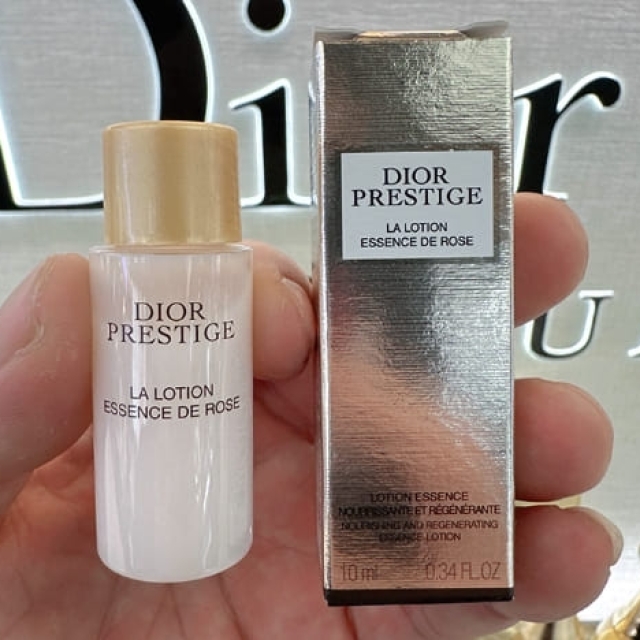 Dior
DIOR
PRESTIGE
LA LOTION
ESSENCE DE ROSE
DIOR
PRESTIGE
LA LOTION
ESSENCE DE ROSE
LOTION ESSENCE
NOURRISSANTE ET RÉGÉNÉRANTE
NOURISHING AND REGENERATING
ESSENCE LOTION
10 ml 0.34 FL.OZ